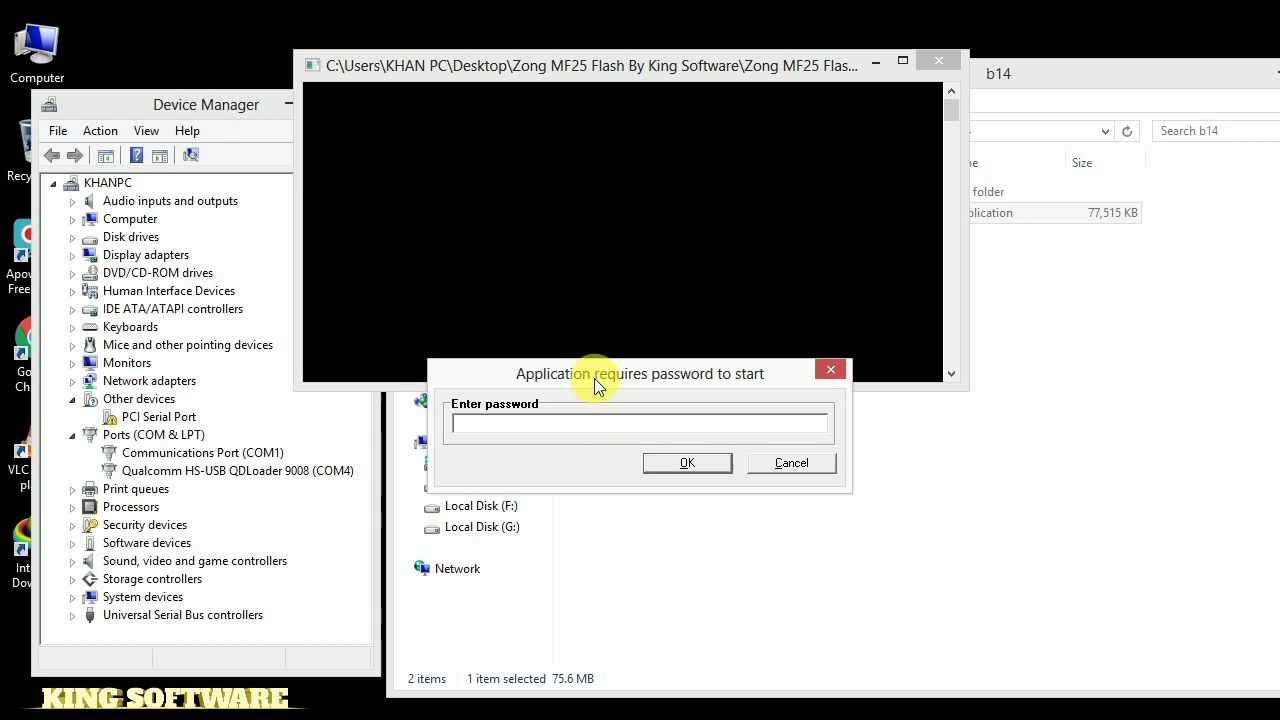 Computer
C:\Users\KHAN PC\Desktop\Zong MF25 Flash By King Software\Zong MF25 Flas...
b14
Device Manager
File Action View Help
Search b14
Size
KHANPC
Audio inputs and outputs
folder
Computer
77,515 KB
Disk drives
Display adapters
DVD/CD-ROM drives
Human Interface Devices
IDE ATA/ATAPI controllers
Keyboards
Mice and other pointing devices
Monitors
Network adapters
Other devices
PCI Serial Port
Ports (COM & LPT)
Communications Port (COM1)
Qualcomm HS-USB QDLoader 9008 (COM4)
Print queues
Processors
Security devices
Software devices
Sound, video and game controllers
Storage controllers
System devices
Universal Serial Bus controllers
Application requires password to start
Enter password
OK Cancel
Local Disk (F:)
Local Disk (G:)
Network
2 items 1 item selected 75.6 MB
KING SOFTWARE